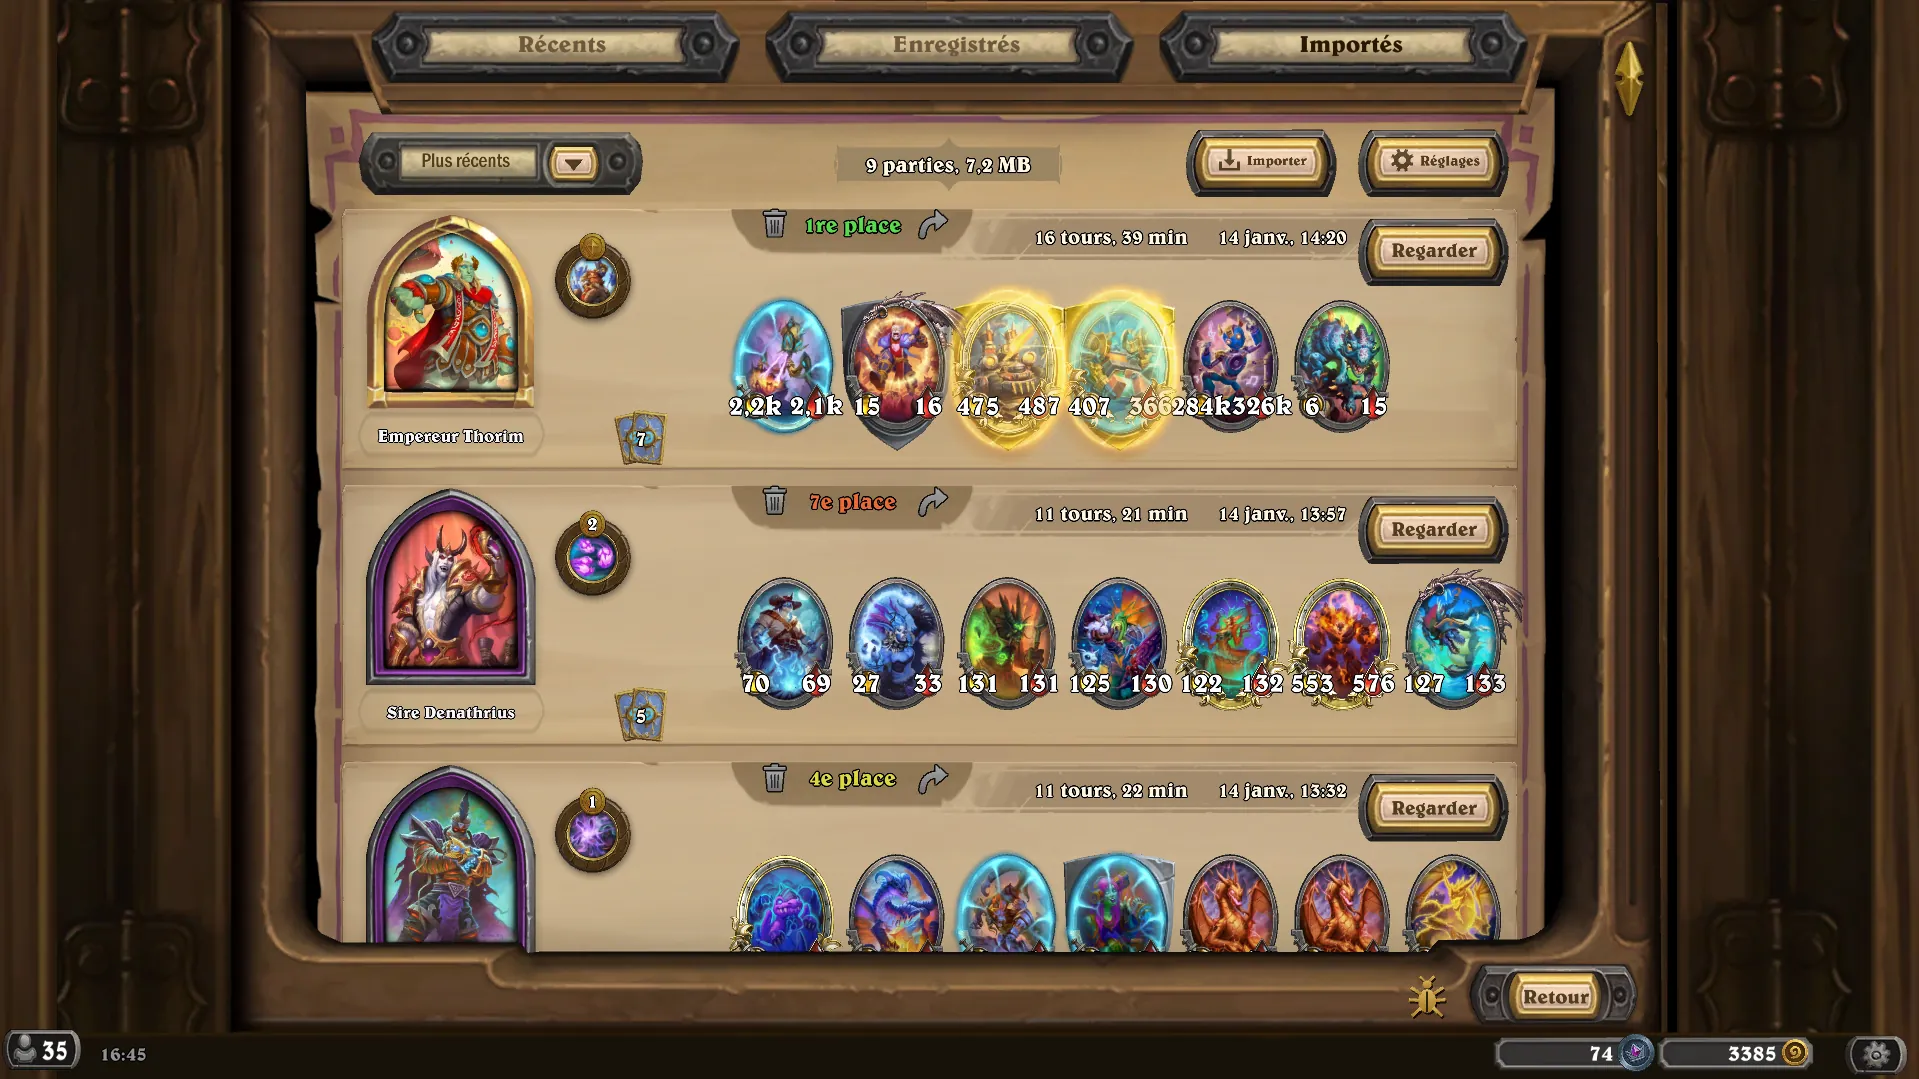 Récents
Enregistrés
Importés
Plus récents
9 parties, 7,2 MB
Importer
Réglages
1re place
16 tours, 39 min
14 janv., 14:20
Regarder
2,2k 2,1k 15 16 475 487 407 366 284k 326k 6 15
Empereur Thorim
7
7e place
11 tours, 21 min
14 janv., 13:57
Regarder
2
70 69 27 33 131 131 125 130 122 132 553 576 127 133
Sire Denathrius
5
4e place
11 tours, 22 min
14 janv., 13:32
Regarder
1
Retour
35
16:45
74
3385